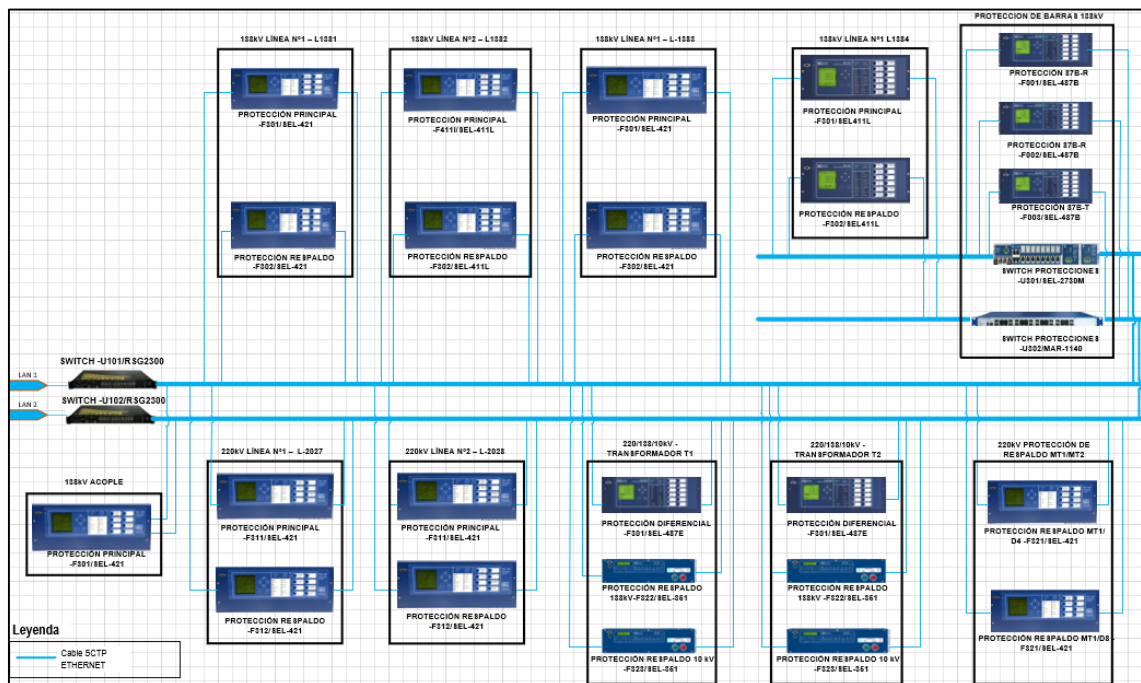 PROTECCION DE BARRAS 138kV
138kV LÍNEA Nº1 – L1381
138kV LÍNEA Nº2 – L1382
138kV LÍNEA Nº1 – L-1383
138kV LÍNEA Nº1 L1384
PROTECCIÓN PRINCIPAL
-F301/SEL-421
PROTECCIÓN PRINCIPAL
-F411/SEL-411L
PROTECCIÓN PRINCIPAL
-F301/SEL-421
PROTECCIÓN PRINCIPAL
-F301/SEL411L
PROTECCIÓN 87B-R
-F001/SEL-487B
PROTECCIÓN 87B-R
-F002/SEL-487B
PROTECCIÓN 87B-T
-F003/SEL-487B
PROTECCIÓN RESPALDO
-F302/SEL-421
PROTECCIÓN RESPALDO
-F302/SEL-411L
PROTECCIÓN RESPALDO
-F302/SEL-421
PROTECCIÓN RESPALDO
-F302/SEL411L
SWITCH PROTECCIONES
-U301/SEL-2730M
SWITCH PROTECCIONES
-U302/MAR-1140
SWITCH -U101/RSG2300
LAN 1
SWITCH -U102/RSG2300
LAN 2
138kV ACOPLE
220kV LÍNEA Nº1 – L-2027
220kV LÍNEA Nº2 – L-2028
220/138/10kV -
TRANSFORMADOR T1
220/138/10kV -
TRANSFORMADOR T2
220kV PROTECCIÓN DE
RESPALDO MT1/MT2
PROTECCIÓN PRINCIPAL
-F301/SEL-421
PROTECCIÓN PRINCIPAL
-F311/SEL-421
PROTECCIÓN PRINCIPAL
-F311/SEL-421
PROTECCIÓN DIFERENCIAL
-F301/SEL-487E
PROTECCIÓN DIFERENCIAL
-F301/SEL-487E
PROTECCIÓN RESPALDO MT1/
D4 -F321/SEL-421
PROTECCIÓN RESPALDO
138kV -F322/SEL-351
PROTECCIÓN RESPALDO
138kV -F322/SEL-351
PROTECCIÓN RESPALDO
-F312/SEL-421
PROTECCIÓN RESPALDO
-F312/SEL-421
PROTECCIÓN RESPALDO 10 kV
-F323/SEL-351
PROTECCIÓN RESPALDO 10 kV
-F323/SEL-351
PROTECCIÓN RESPALDO MT1/D8 -
F321/SEL-421
Leyenda
Cable SCTP
ETHERNET